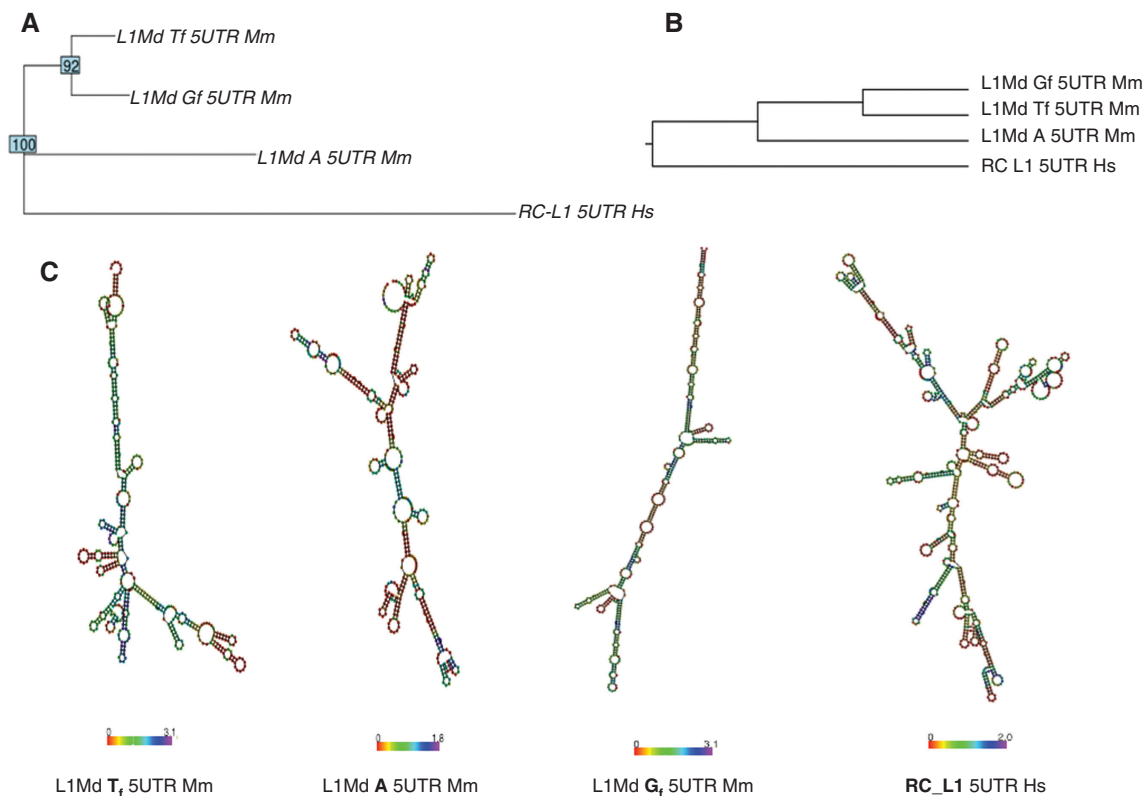 A
L1Md Tf 5UTR Mm
92
L1Md Gf 5UTR Mm
100
L1Md A 5UTR Mm
RC-L1 5UTR Hs
B
L1Md Gf 5UTR Mm
L1Md Tf 5UTR Mm
L1Md A 5UTR Mm
RC L1 5UTR Hs
C
0 3.1
0 1.8
0 3.1
0 2.0
L1Md Tf 5UTR Mm
L1Md A 5UTR Mm
L1Md Gf 5UTR Mm
RC_L1 5UTR Hs